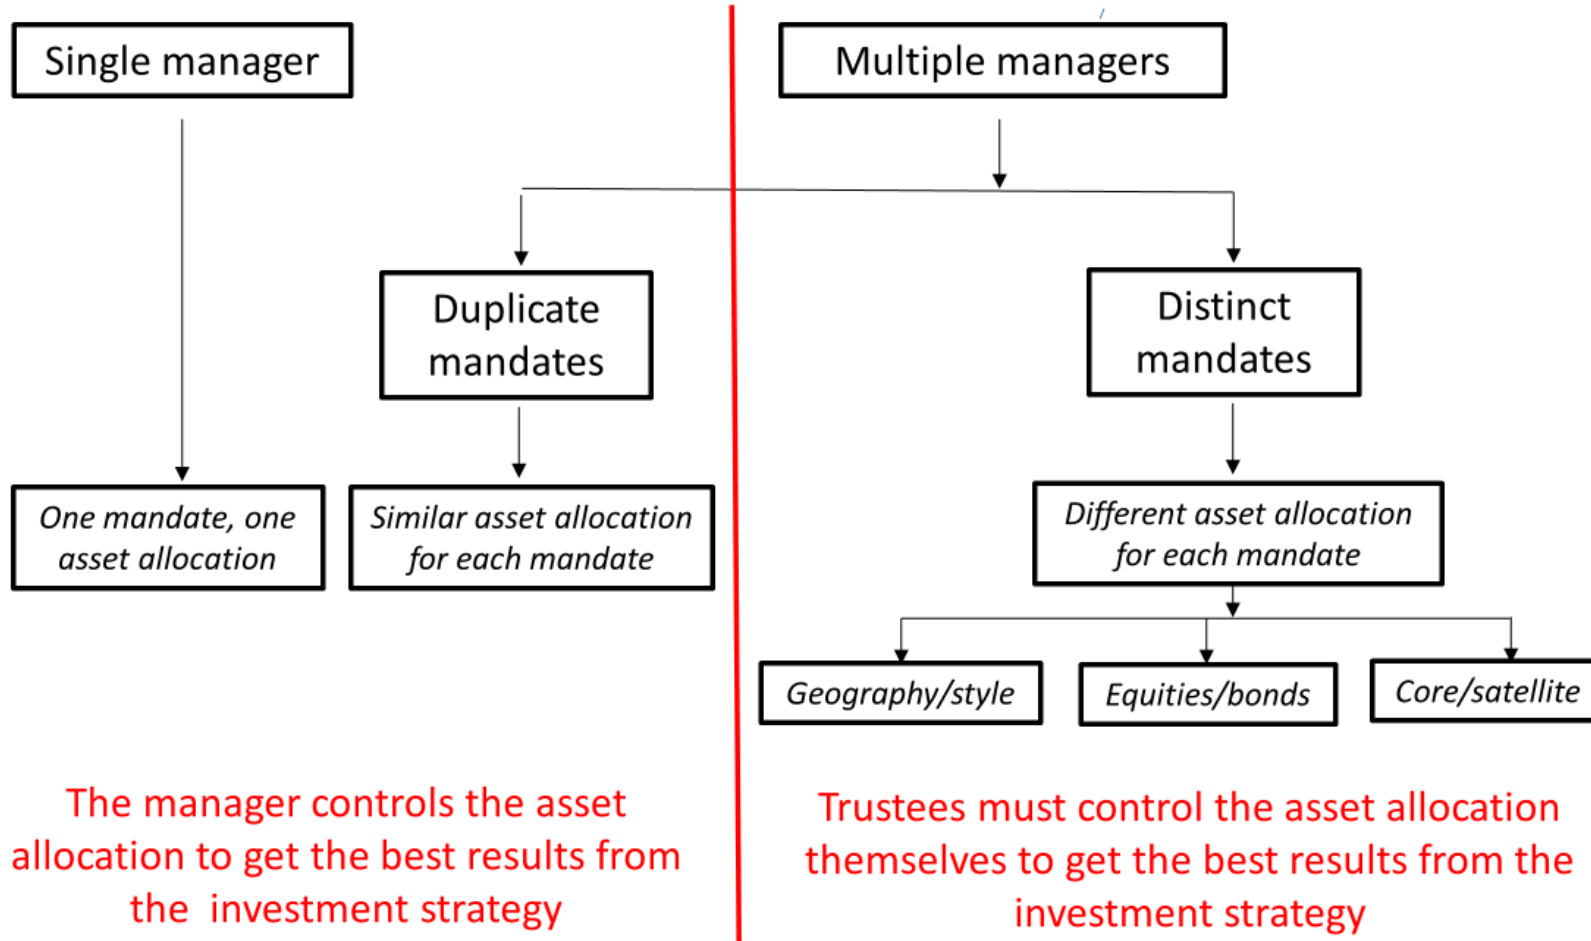 Single manager
Multiple managers
Duplicate
mandates
Distinct
mandates
One mandate, one
asset allocation
Similar asset allocation
for each mandate
Different asset allocation
for each mandate
Geography/style
Equities/bonds
Core/satellite
The manager controls the asset
allocation to get the best results from
the investment strategy
Trustees must control the asset allocation
themselves to get the best results from the
investment strategy